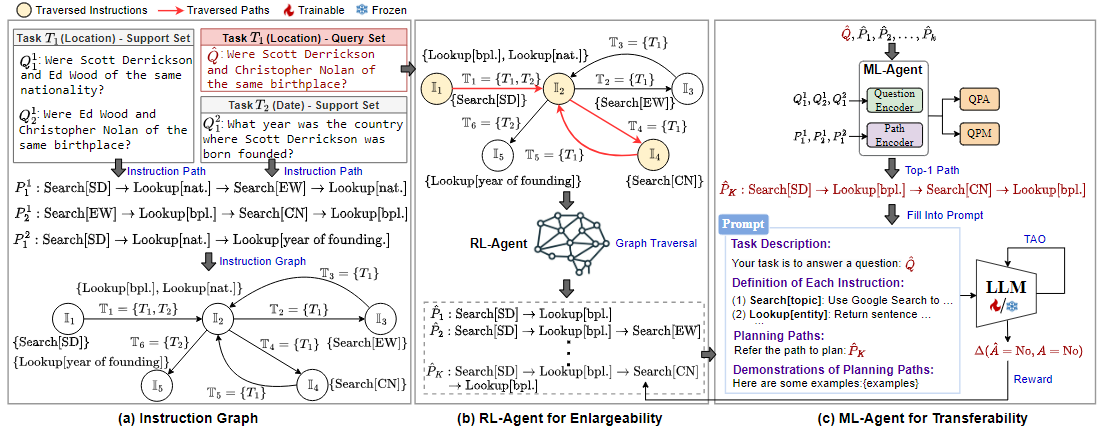 Traversed Instructions
Traversed Paths
Trainable
Frozen
Task T₁ (Location) - Support Set
Q₁¹: Were Scott Derrickson
and Ed Wood of the same
nationality?
Q₂¹: Were Ed Wood and
Christopher Nolan of the
same birthplace?
Task T₁ (Location) - Query Set
Q̂: Were Scott Derrickson
and Christopher Nolan of
the same birthplace?
Task T₂ (Date) - Support Set
Q₁²: What year was the country
where Scott Derrickson was
born founded?
Instruction Path
Instruction Path
P₁¹ : Search[SD] → Lookup[nat.] → Search[EW] → Lookup[nat.]
P₂¹ : Search[EW] → Lookup[bpl.] → Search[CN] → Lookup[bpl.]
P₁² : Search[SD] → Lookup[nat.] → Lookup[year of founding.]
Instruction Graph
𝕋₃ = {T₁}
{Lookup[bpl.], Lookup[nat.]}
𝕋₁ = {T₁, T₂}
𝕋₂ = {T₁}
𝕀₁
𝕀₂
𝕀₃
{Search[SD]}
𝕋₆ = {T₂}
𝕋₄ = {T₁}
{Search[EW]}
{Lookup[year of founding]}
𝕀₅
𝕋₅ = {T₁}
𝕀₄
{Search[CN]}
(a) Instruction Graph
𝕋₃ = {T₁}
{Lookup[bpl.], Lookup[nat.]}
𝕋₁ = {T₁, T₂}
𝕋₂ = {T₁}
𝕀₁
𝕀₂
𝕀₃
{Search[SD]}
{Search[EW]}
𝕋₆ = {T₂}
𝕋₄ = {T₁}
𝕀₅
𝕋₅ = {T₁}
𝕀₄
{Lookup[year of founding]}
{Search[CN]}
RL-Agent
Graph Traversal
P̂₁ : Search[SD] → Lookup[bpl.]
P̂₂ : Search[SD] → Lookup[bpl.] → Search[EW]
P̂_K : Search[SD] → Lookup[bpl.] → Search[CN]
→ Lookup[bpl.]
(b) RL-Agent for Enlargeability
Q̂, P̂₁, P̂₂, . . . , P̂ₖ
ML-Agent
Q₁¹, Q₂¹, Q₁²
Question
Encoder
QPA
P₁¹, P₂¹, P₁²
Path
Encoder
QPM
Top-1 Path
P̂_K : Search[SD] → Lookup[bpl.] → Search[CN] → Lookup[bpl.]
Fill Into Prompt
Prompt
Task Description:
Your task is to answer a question: Q̂
Definition of Each Instruction:
(1) Search[topic]: Use Google Search to ...
(2) Lookup[entity]: Return sentence ...
...
Planning Paths:
Refer the path to plan: P̂_K
Demonstrations of Planning Paths:
Here are some examples:{examples}
TAO
LLM
/
Δ(Â = No, A = No)
Reward
(c) ML-Agent for Transferability